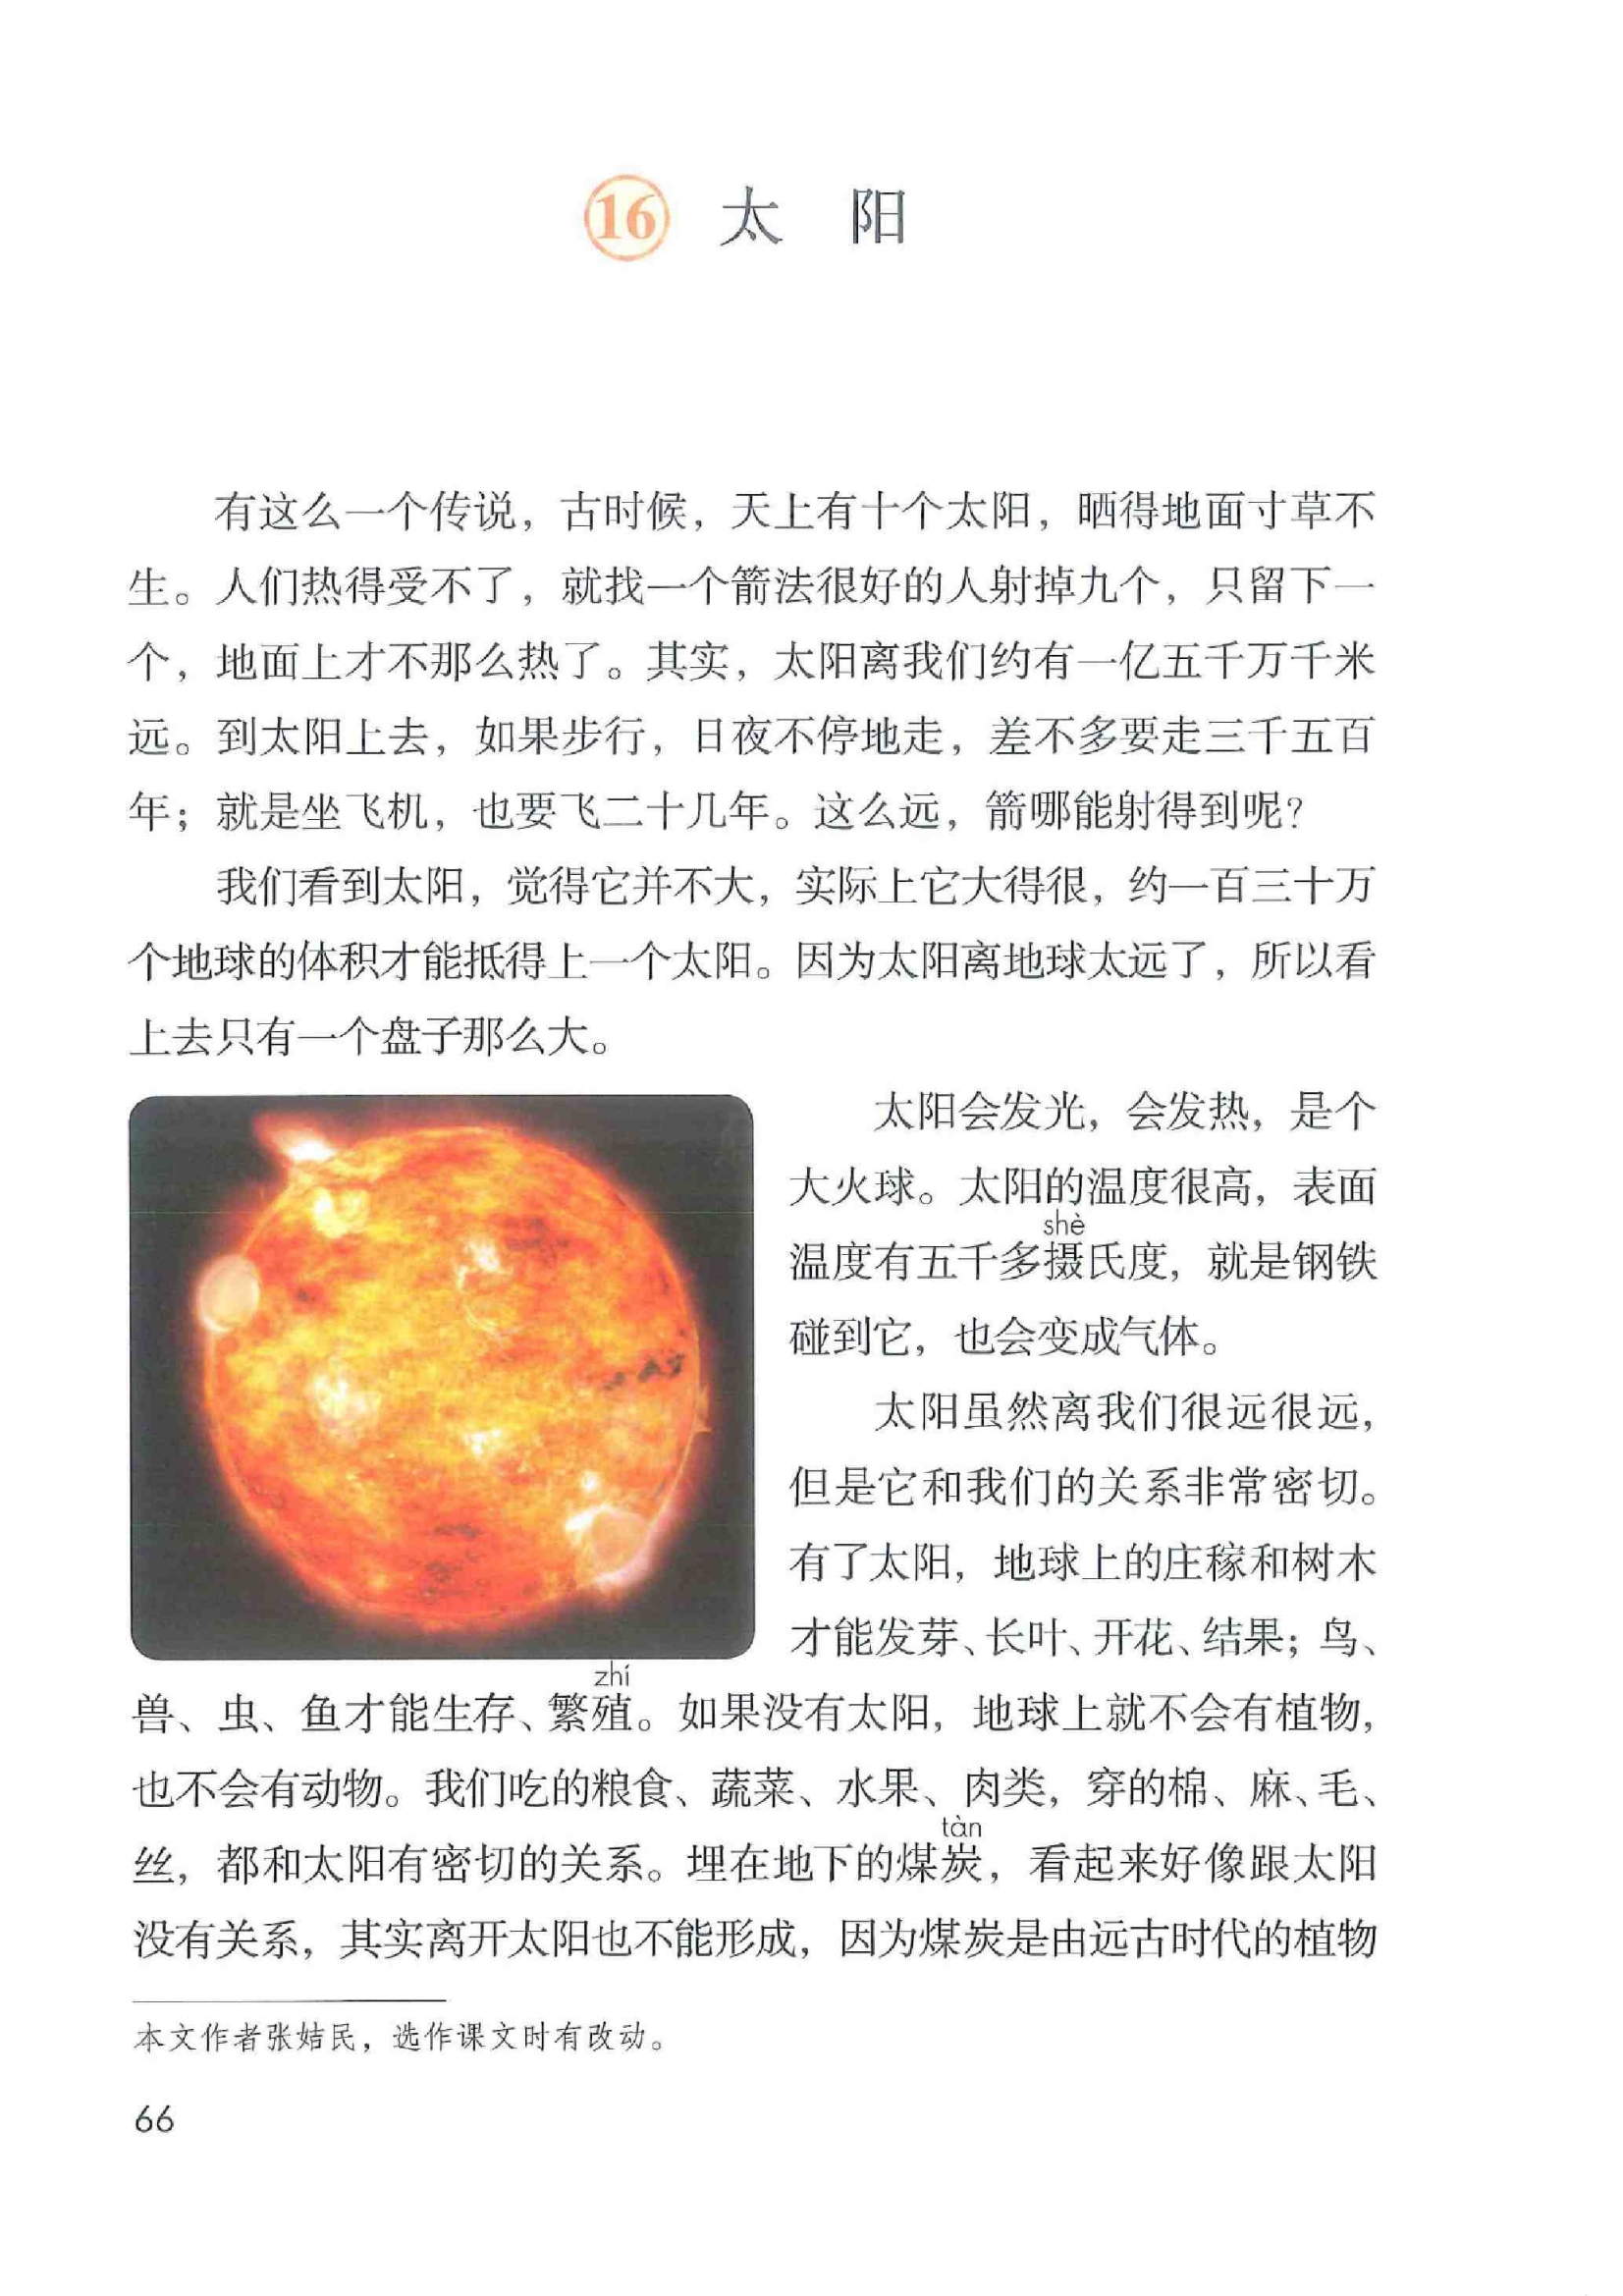 16 太 阳
有这么一个传说，古时候，天上有十个太阳，晒得地面寸草不
生。人们热得受不了，就找一个箭法很好的人射掉九个，只留下一
个，地面上才不那么热了。其实，太阳离我们约有一亿五千万千米
远。到太阳上去，如果步行，日夜不停地走，差不多要走三千五百
年；就是坐飞机，也要飞二十几年。这么远，箭哪能射得到呢？
我们看到太阳，觉得它并不大，实际上它大得很，约一百三十万
个地球的体积才能抵得上一个太阳。因为太阳离地球太远了，所以看
上去只有一个盘子那么大。
太阳会发光，会发热，是个
大火球。太阳的温度很高，表面
shè
温度有五千多摄氏度，就是钢铁
碰到它，也会变成气体。
太阳虽然离我们很远很远，
但是它和我们的关系非常密切。
有了太阳，地球上的庄稼和树木
才能发芽、长叶、开花、结果；鸟、
zhí
兽、虫、鱼才能生存、繁殖。如果没有太阳，地球上就不会有植物，
也不会有动物。我们吃的粮食、蔬菜、水果、肉类，穿的棉、麻、毛、
tàn
丝，都和太阳有密切的关系。埋在地下的煤炭，看起来好像跟太阳
没有关系，其实离开太阳也不能形成，因为煤炭是由远古时代的植物
本文作者张姞民，选作课文时有改动。
66